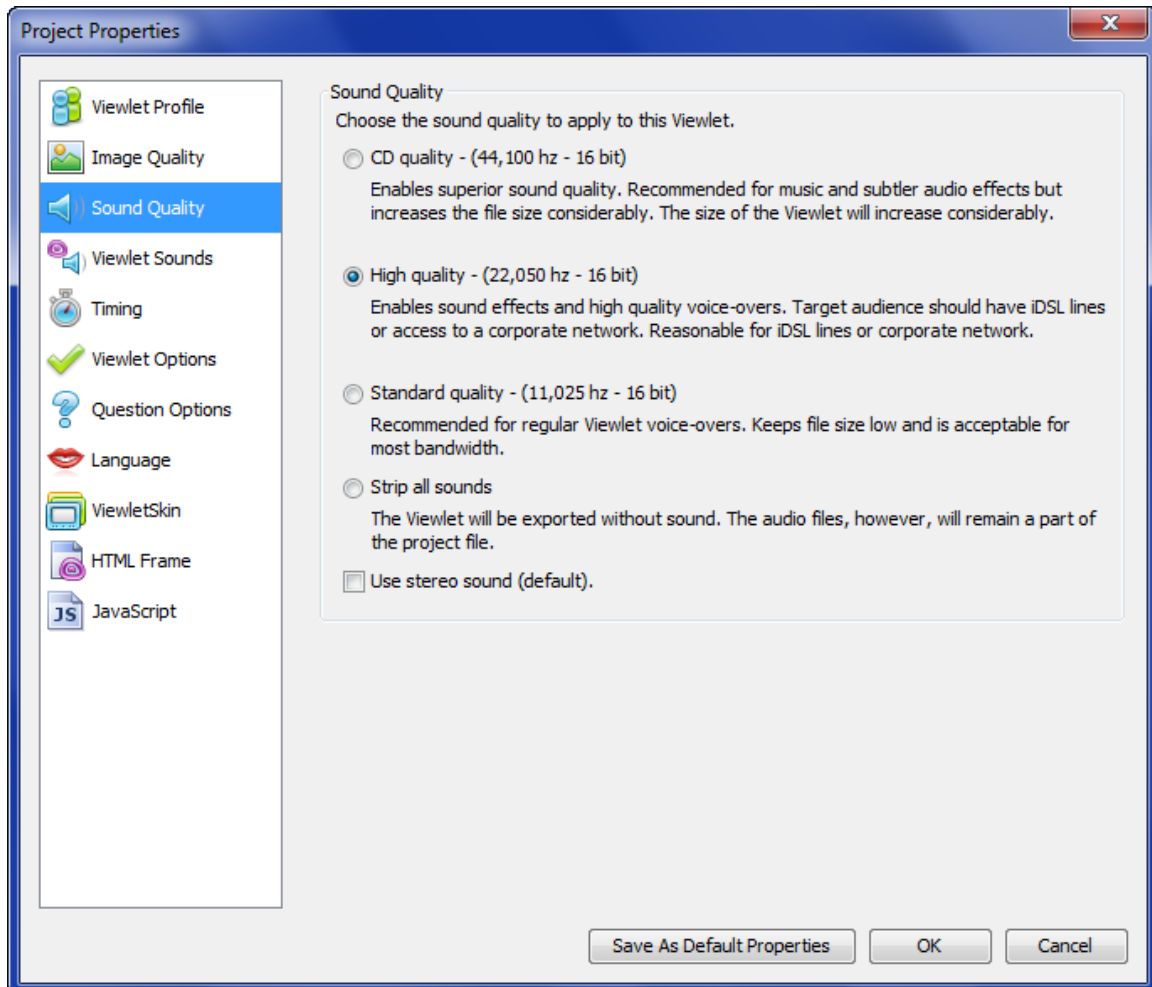 Project Properties
Viewlet Profile
Image Quality
Sound Quality
Viewlet Sounds
Timing
Viewlet Options
Question Options
Language
ViewletSkin
HTML Frame
JS
JavaScript
Sound Quality
Choose the sound quality to apply to this Viewlet.
CD quality - (44,100 hz - 16 bit)
Enables superior sound quality. Recommended for music and subtler audio effects but
increases the file size considerably. The size of the Viewlet will increase considerably.
High quality - (22,050 hz - 16 bit)
Enables sound effects and high quality voice-overs. Target audience should have iDSL lines
or access to a corporate network. Reasonable for iDSL lines or corporate network.
Standard quality - (11,025 hz - 16 bit)
Recommended for regular Viewlet voice-overs. Keeps file size low and is acceptable for
most bandwidth.
Strip all sounds
The Viewlet will be exported without sound. The audio files, however, will remain a part of
the project file.
Use stereo sound (default).
Save As Default Properties
OK
Cancel